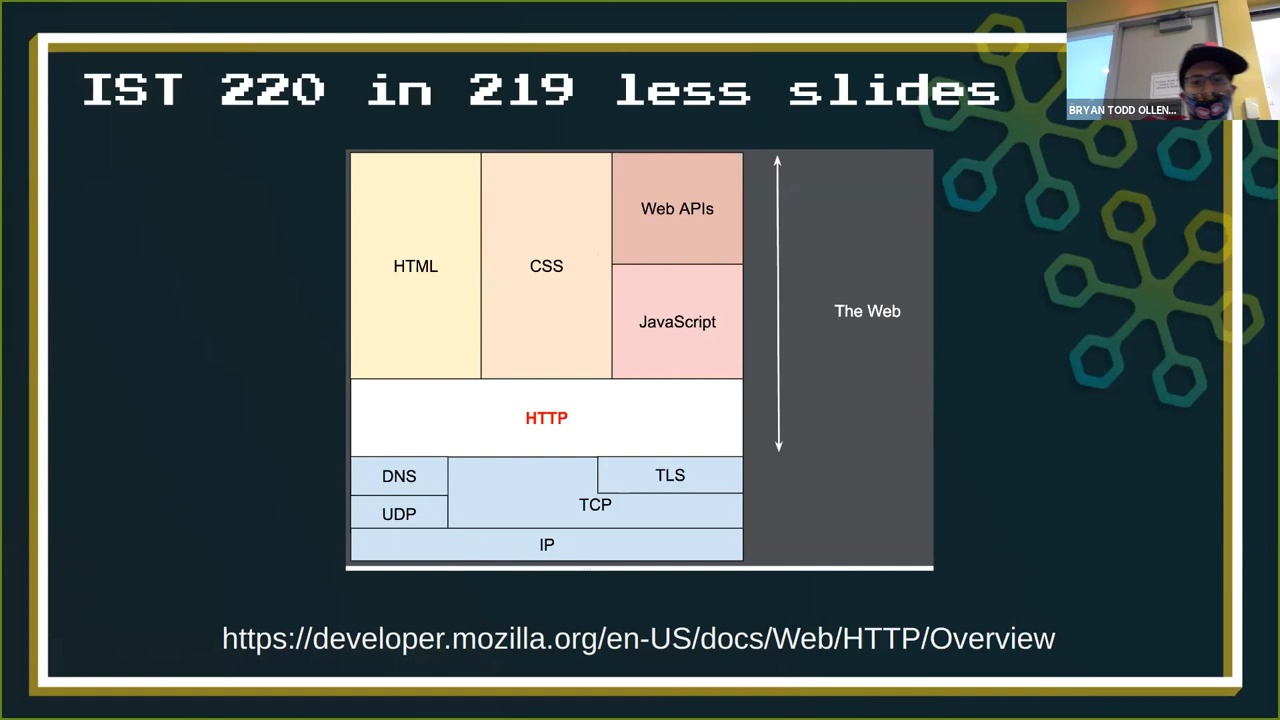 IST 220 in 219 less slides
BRYAN TODD OLLEN...
HTML
CSS
Web APIs
JavaScript
The Web
HTTP
DNS
TLS
TCP
UDP
IP
https://developer.mozilla.org/en-US/docs/Web/HTTP/Overview